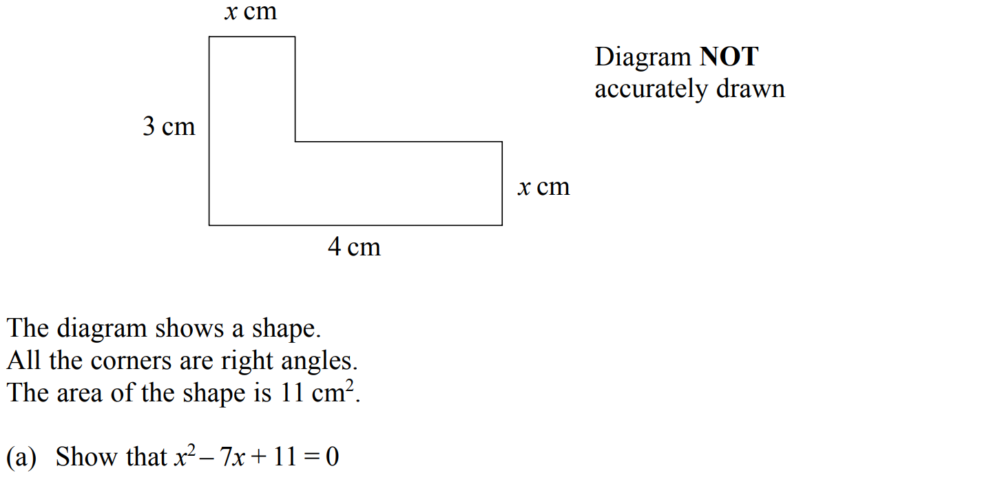 x cm
Diagram NOT
accurately drawn
3 cm
x cm
4 cm
The diagram shows a shape.
All the corners are right angles.
The area of the shape is 11 cm².
(a) Show that x² – 7x + 11 = 0